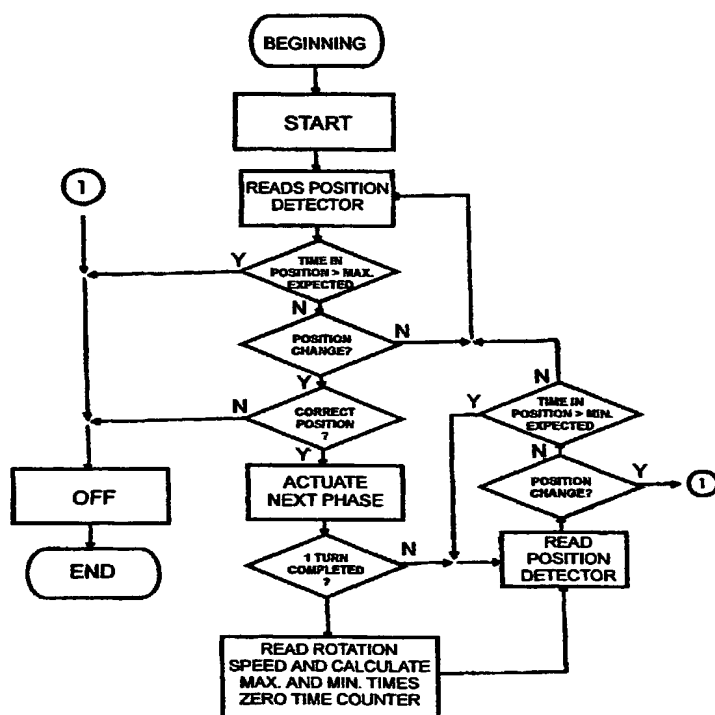 BEGINNING
START
1
READS POSITION
DETECTOR
Y
TIME IN
POSITION > MAX.
EXPECTED
N
POSITION
CHANGE?
N
Y
N
CORRECT
POSITION
?
Y
N
TIME IN
POSITION > MIN.
EXPECTED
Y
N
POSITION
CHANGE?
Y
1
OFF
ACTUATE
NEXT PHASE
END
1 TURN
COMPLETED
?
N
READ
POSITION
DETECTOR
READ ROTATION
SPEED AND CALCULATE
MAX. AND MIN. TIMES
ZERO TIME COUNTER